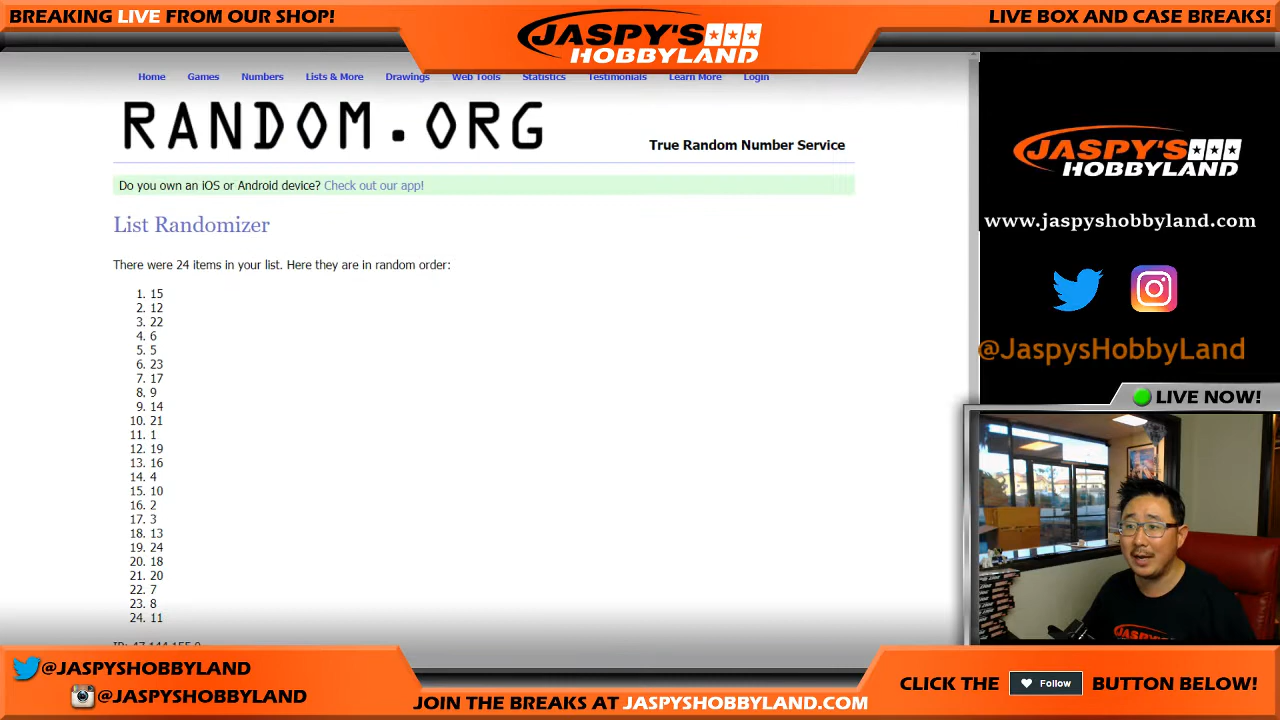 BREAKING LIVE FROM OUR SHOP!
JASPY'S
HOBBYLAND
LIVE BOX AND CASE BREAKS!
Home Games Numbers Lists & More Drawings Web Tools Statistics Testimonials Learn More Login
RANDOM.ORG
True Random Number Service
Do you own an iOS or Android device? Check out our app!
List Randomizer
There were 24 items in your list. Here they are in random order:
1. 15
2. 12
3. 22
4. 6
5. 5
6. 23
7. 17
8. 9
9. 14
10. 21
11. 1
12. 19
13. 16
14. 4
15. 10
16. 2
17. 3
18. 13
19. 24
20. 18
21. 20
22. 7
23. 8
24. 11
JASPY'S
HOBBYLAND
www.jaspyshobbyland.com
@JaspysHobbyLand
LIVE NOW!
JASPY'S
@JASPYSHOBBYLAND
@JASPYSHOBBYLAND
JOIN THE BREAKS AT JASPYSHOBBYLAND.COM
CLICK THE Follow BUTTON BELOW!